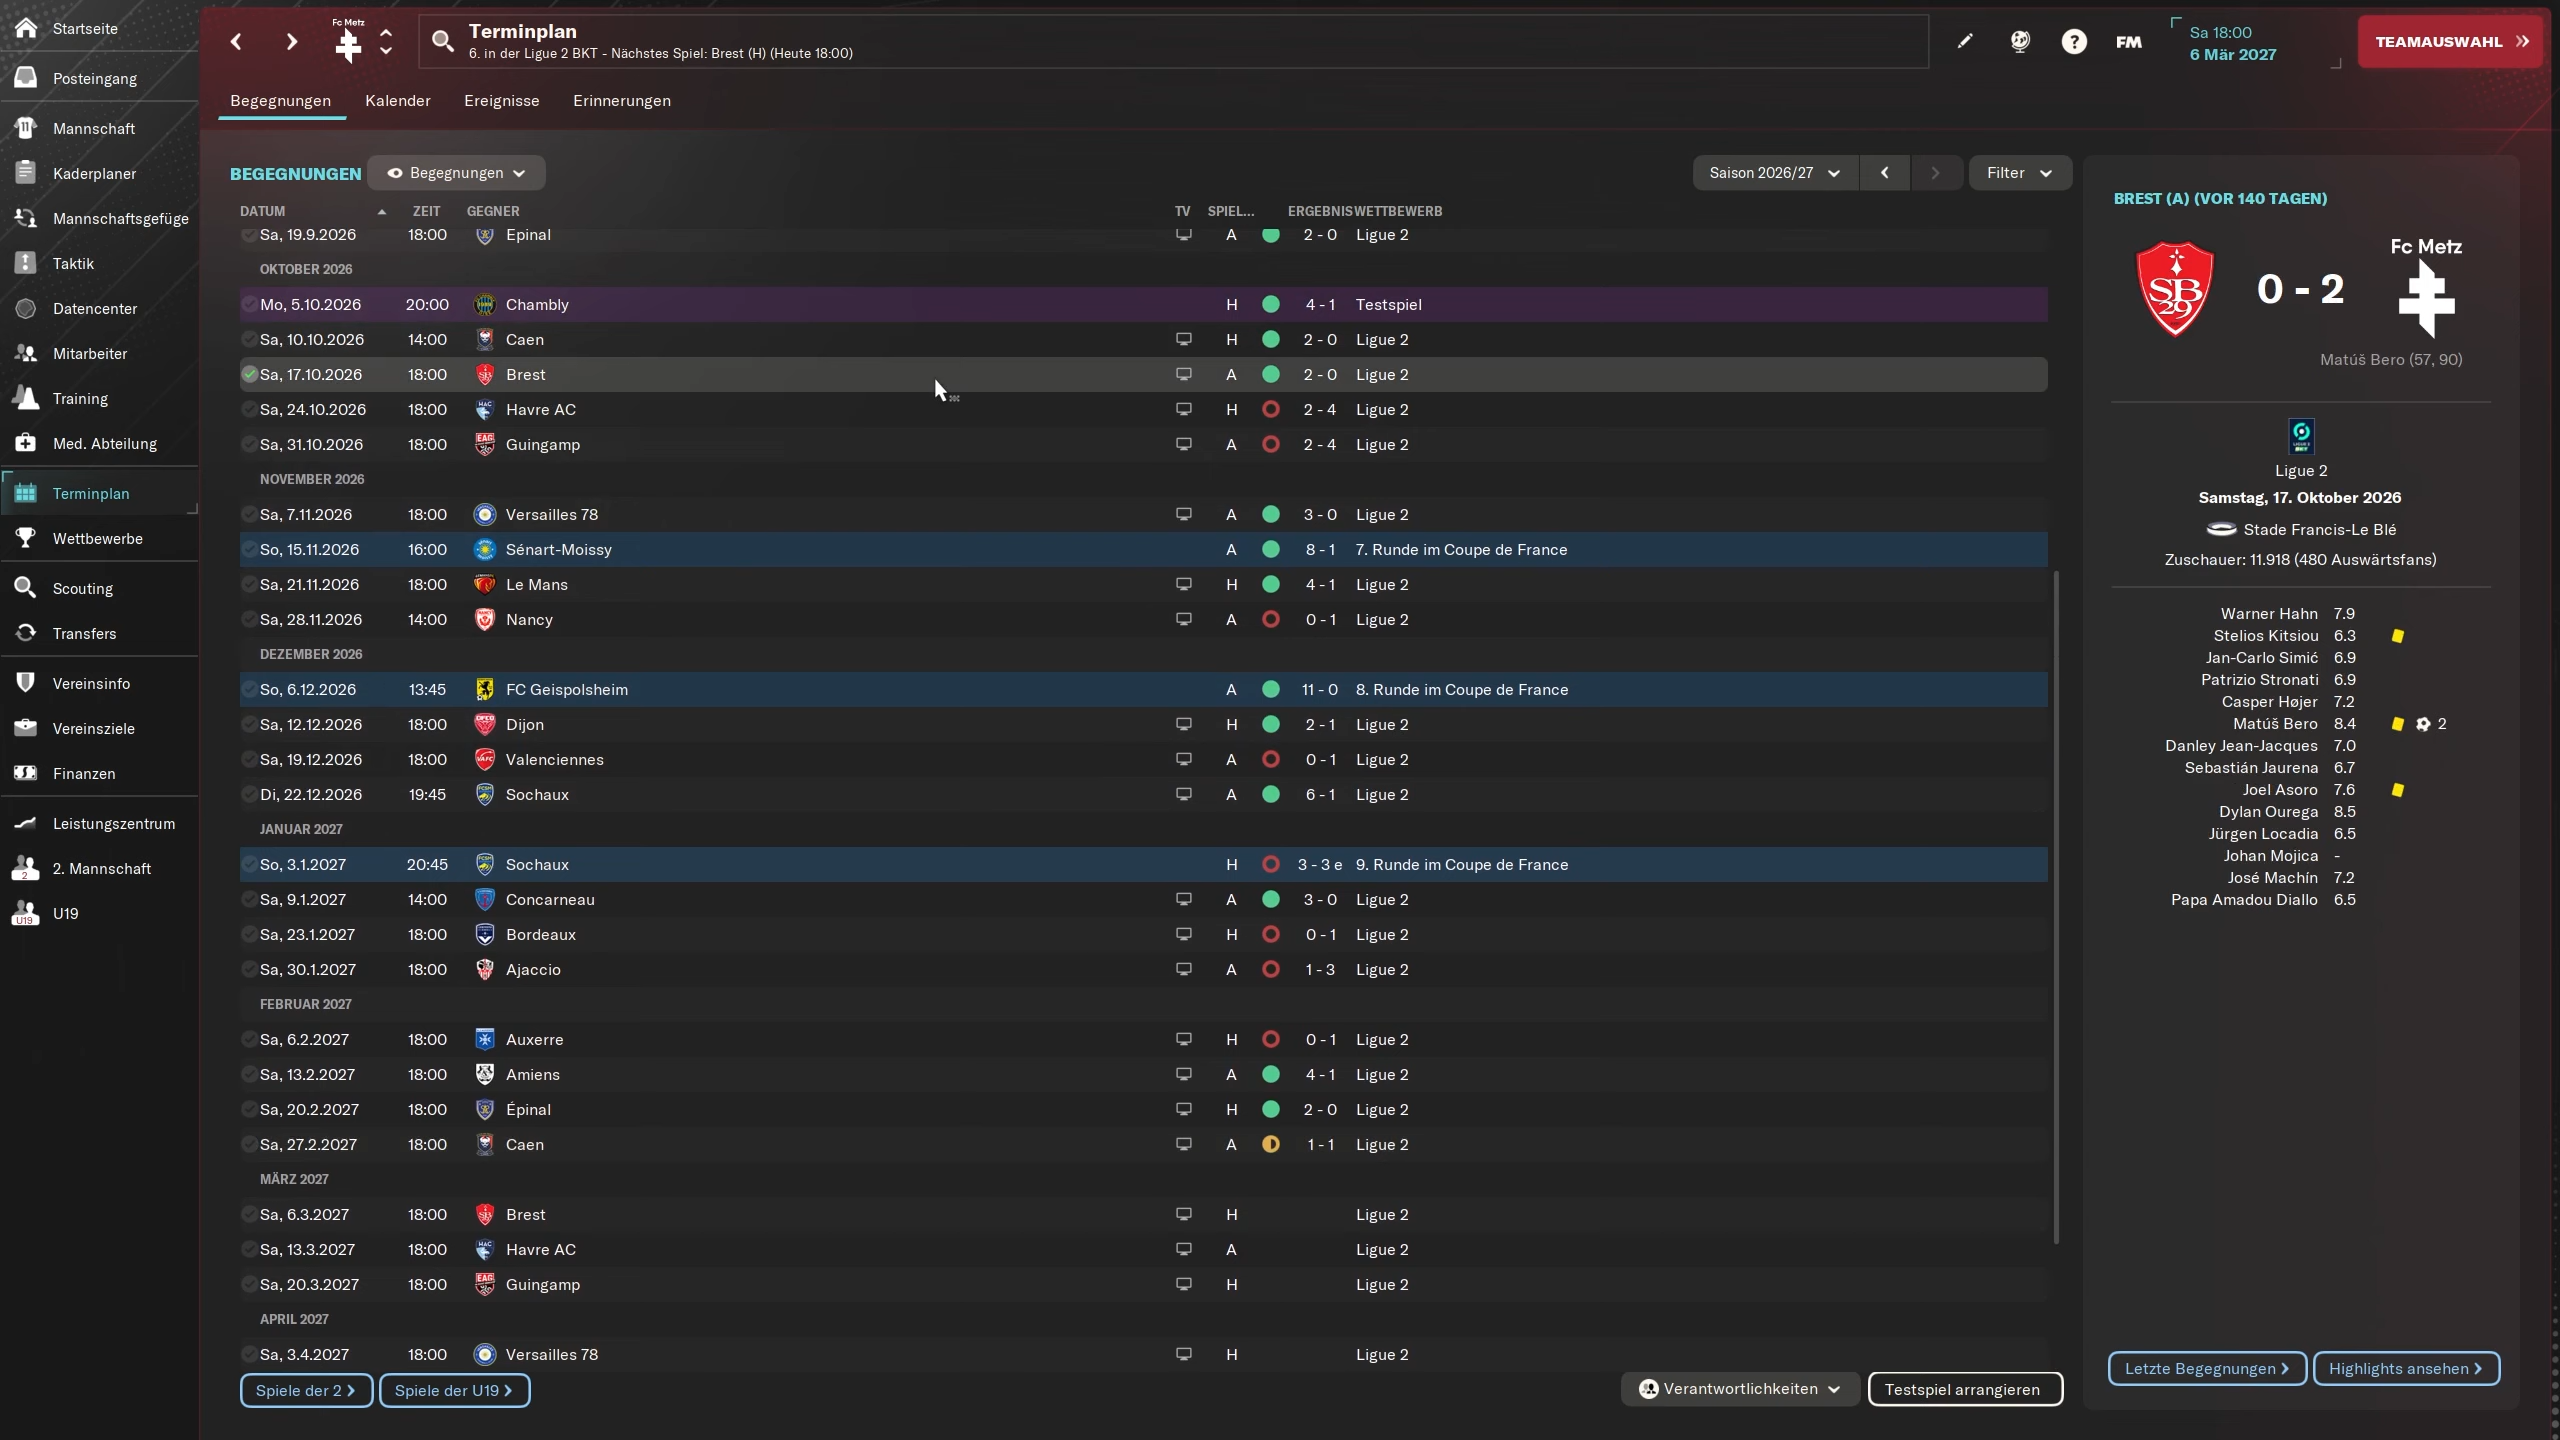 Startseite
Posteingang
Mannschaft
Kaderplaner
Mannschaftsgefüge
Taktik
Datencenter
Mitarbeiter
Training
Med. Abteilung
Terminplan
Wettbewerbe
Scouting
Transfers
Vereinsinfo
Vereinsziele
Finanzen
Leistungszentrum
2. Mannschaft
U19
Fc Metz
Terminplan
6. in der Ligue 2 BKT - Nächstes Spiel: Brest (H) (Heute 18:00)
FM
Sa 18:00
6 Mär 2027
TEAMAUSWAHL
Begegnungen Kalender Ereignisse Erinnerungen
BEGEGNUNGEN Begegnungen Saison 2026/27 Filter
DATUM ZEIT GEGNER TV SPIEL... ERGEBNIS WETTBEWERB
Sa, 19.9.2026 18:00 Épinal A 2 - 0 Ligue 2
OKTOBER 2026
Mo, 5.10.2026 20:00 Chambly H 4 - 1 Testspiel
Sa, 10.10.2026 14:00 Caen H 2 - 0 Ligue 2
Sa, 17.10.2026 18:00 Brest A 2 - 0 Ligue 2
Sa, 24.10.2026 18:00 Havre AC H 2 - 4 Ligue 2
Sa, 31.10.2026 18:00 Guingamp A 2 - 4 Ligue 2
NOVEMBER 2026
Sa, 7.11.2026 18:00 Versailles 78 A 3 - 0 Ligue 2
So, 15.11.2026 16:00 Sénart-Moissy A 8 - 1 7. Runde im Coupe de France
Sa, 21.11.2026 18:00 Le Mans H 4 - 1 Ligue 2
Sa, 28.11.2026 14:00 Nancy A 0 - 1 Ligue 2
DEZEMBER 2026
So, 6.12.2026 13:45 FC Geispolsheim A 11 - 0 8. Runde im Coupe de France
Sa, 12.12.2026 18:00 Dijon H 2 - 1 Ligue 2
Sa, 19.12.2026 18:00 Valenciennes A 0 - 1 Ligue 2
Di, 22.12.2026 19:45 Sochaux A 6 - 1 Ligue 2
JANUAR 2027
So, 3.1.2027 20:45 Sochaux H 3 - 3 e 9. Runde im Coupe de France
Sa, 9.1.2027 14:00 Concarneau A 3 - 0 Ligue 2
Sa, 23.1.2027 18:00 Bordeaux H 0 - 1 Ligue 2
Sa, 30.1.2027 18:00 Ajaccio A 1 - 3 Ligue 2
FEBRUAR 2027
Sa, 6.2.2027 18:00 Auxerre H 0 - 1 Ligue 2
Sa, 13.2.2027 18:00 Amiens A 4 - 1 Ligue 2
Sa, 20.2.2027 18:00 Épinal H 2 - 0 Ligue 2
Sa, 27.2.2027 18:00 Caen A 1 - 1 Ligue 2
MÄRZ 2027
Sa, 6.3.2027 18:00 Brest H Ligue 2
Sa, 13.3.2027 18:00 Havre AC A Ligue 2
Sa, 20.3.2027 18:00 Guingamp H Ligue 2
APRIL 2027
Sa, 3.4.2027 18:00 Versailles 78 H Ligue 2
Spiele der 2 Spiele der U19 Verantwortlichkeiten Testspiel arrangieren
BREST (A) (VOR 140 TAGEN)
SB 29 0 - 2 Fc Metz
Matúš Bero (57, 90)
Ligue 2
Samstag, 17. Oktober 2026
Stade Francis-Le Blé
Zuschauer: 11.918 (480 Auswärtsfans)
Warner Hahn 7.9
Stelios Kitsiou 6.3
Jan-Carlo Simić 6.9
Patrizio Stronati 6.9
Casper Højer 7.2
Matúš Bero 8.4 2
Danley Jean-Jacques 7.0
Sebastián Jaurena 6.7
Joel Asoro 7.6
Dylan Ourega 8.5
Jürgen Locadia 6.5
Johan Mojica -
José Machín 7.2
Papa Amadou Diallo 6.5
Letzte Begegnungen Highlights ansehen